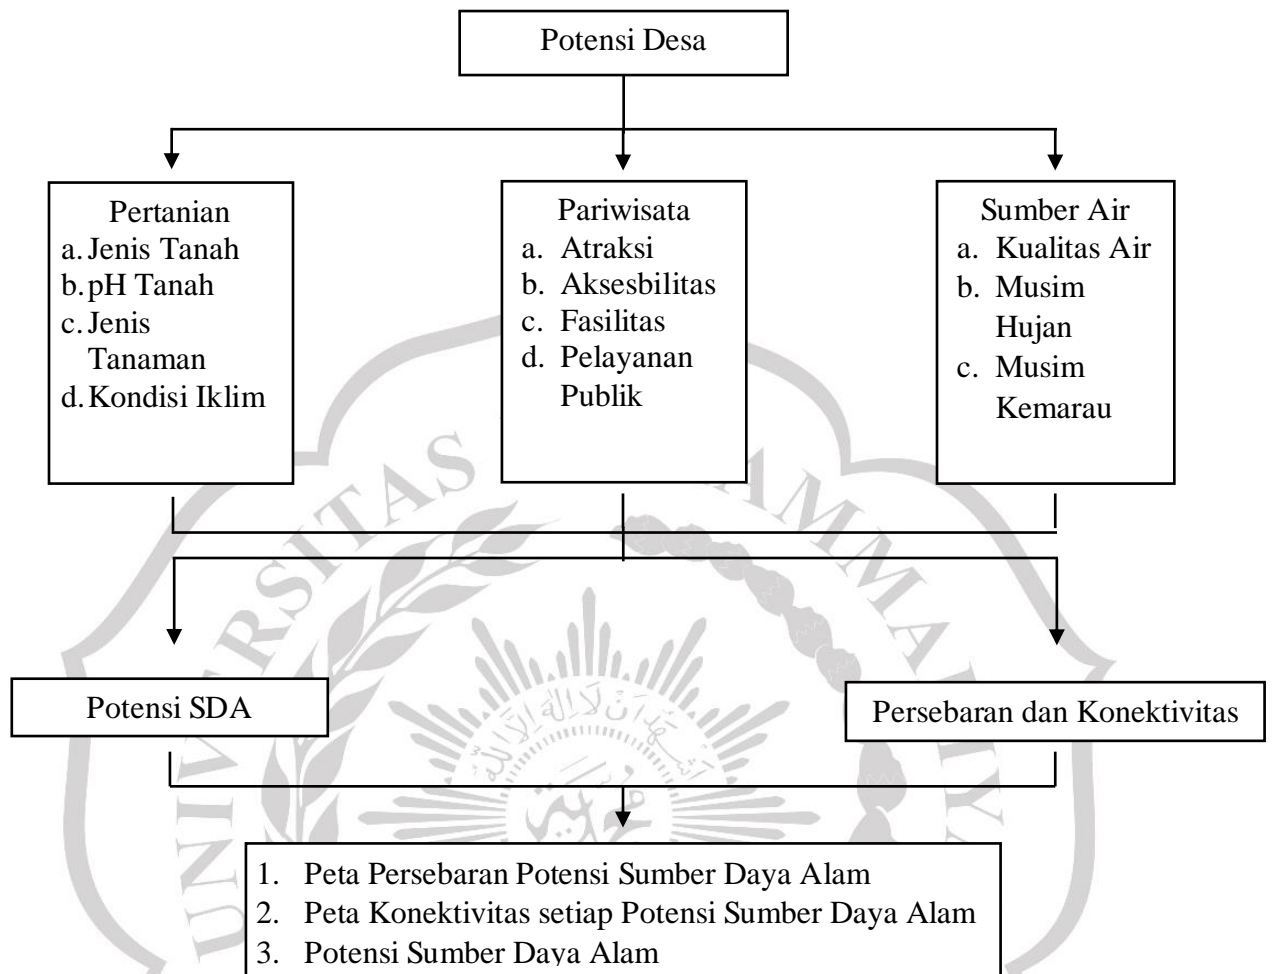 Potensi Desa
Pertanian
a. Jenis Tanah
b. pH Tanah
c. Jenis
Tanaman
d. Kondisi Iklim
Pariwisata
a. Atraksi
b. Aksesbilitas
c. Fasilitas
d. Pelayanan
Publik
Sumber Air
a. Kualitas Air
b. Musim
Hujan
c. Musim
Kemarau
Potensi SDA
Persebaran dan Konektivitas
1. Peta Persebaran Potensi Sumber Daya Alam
2. Peta Konektivitas setiap Potensi Sumber Daya Alam
3. Potensi Sumber Daya Alam
UNIVERSITAS